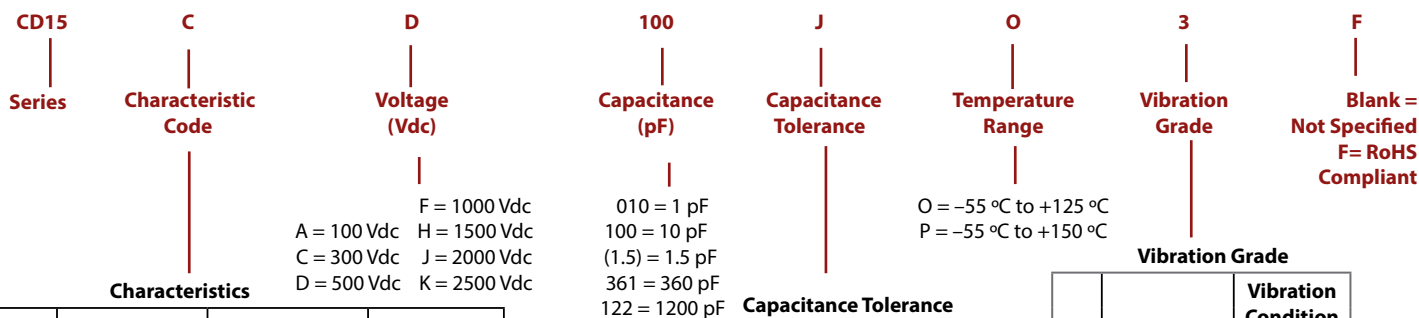 CD15 C D 100 J O 3 F
Series
Characteristic
Code
Voltage
(Vdc)
Capacitance
(pF)
Capacitance
Tolerance
Temperature
Range
Vibration
Grade
Blank =
Not Specified
F= RoHS
Compliant
F = 1000 Vdc
A = 100 Vdc H = 1500 Vdc
C = 300 Vdc J = 2000 Vdc
D = 500 Vdc K = 2500 Vdc
010 = 1 pF
100 = 10 pF
(1.5) = 1.5 pF
361 = 360 pF
122 = 1200 pF
O = –55 ºC to +125 ºC
P = –55 ºC to +150 ºC
Characteristics
Capacitance Tolerance
Vibration Grade
Vibration
Condition